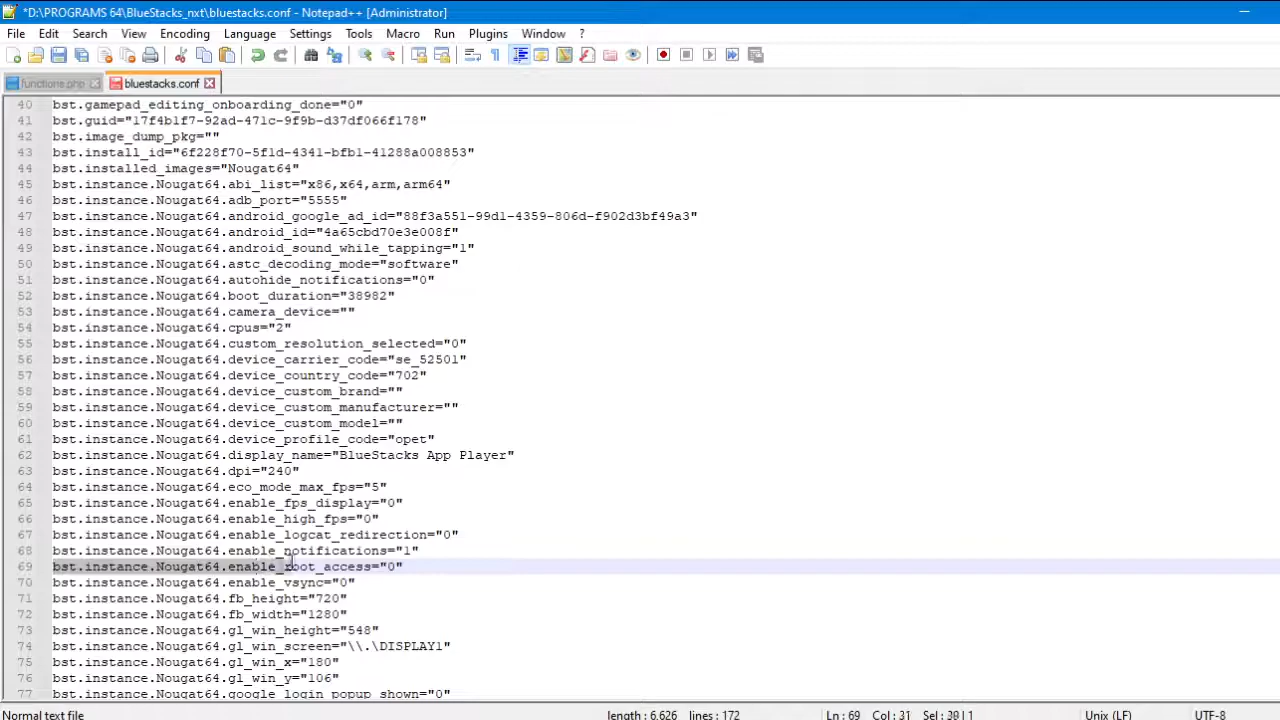 *D:\PROGRAMS 64\BlueStacks_nxt\bluestacks.conf - Notepad++ [Administrator]
File Edit Search View Encoding Language Settings Tools Macro Run Plugins Window ?
functions.php bluestacks.conf
40 bst.gamepad_editing_onboarding_done="0"
41 bst.guid="17f4b1f7-92ad-471c-9f9b-d37df066f178"
42 bst.image_dump_pkg=""
43 bst.install_id="6f228f70-5f1d-4341-bfb1-41288a008853"
44 bst.installed_images="Nougat64"
45 bst.instance.Nougat64.abi_list="x86,x64,arm,arm64"
46 bst.instance.Nougat64.adb_port="5555"
47 bst.instance.Nougat64.android_google_ad_id="88f3a551-99d1-4359-806d-f902d3bf49a3"
48 bst.instance.Nougat64.android_id="4a65cbd70e3e008f"
49 bst.instance.Nougat64.android_sound_while_tapping="1"
50 bst.instance.Nougat64.astc_decoding_mode="software"
51 bst.instance.Nougat64.autohide_notifications="0"
52 bst.instance.Nougat64.boot_duration="38982"
53 bst.instance.Nougat64.camera_device=""
54 bst.instance.Nougat64.cpus="2"
55 bst.instance.Nougat64.custom_resolution_selected="0"
56 bst.instance.Nougat64.device_carrier_code="se_52501"
57 bst.instance.Nougat64.device_country_code="702"
58 bst.instance.Nougat64.device_custom_brand=""
59 bst.instance.Nougat64.device_custom_manufacturer=""
60 bst.instance.Nougat64.device_custom_model=""
61 bst.instance.Nougat64.device_profile_code="opet"
62 bst.instance.Nougat64.display_name="BlueStacks App Player"
63 bst.instance.Nougat64.dpi="240"
64 bst.instance.Nougat64.eco_mode_max_fps="5"
65 bst.instance.Nougat64.enable_fps_display="0"
66 bst.instance.Nougat64.enable_high_fps="0"
67 bst.instance.Nougat64.enable_logcat_redirection="0"
68 bst.instance.Nougat64.enable_notifications="1"
69 bst.instance.Nougat64.enable_root_access="0"
70 bst.instance.Nougat64.enable_vsync="0"
71 bst.instance.Nougat64.fb_height="720"
72 bst.instance.Nougat64.fb_width="1280"
73 bst.instance.Nougat64.gl_win_height="548"
74 bst.instance.Nougat64.gl_win_screen="\\.\DISPLAY1"
75 bst.instance.Nougat64.gl_win_x="180"
76 bst.instance.Nougat64.gl_win_y="106"
77 bst.instance.Nougat64.google_login_popup_shown="0"
Normal text file length : 6.626 lines : 172 Ln : 69 Col : 31 Unix (LF) UTF-8